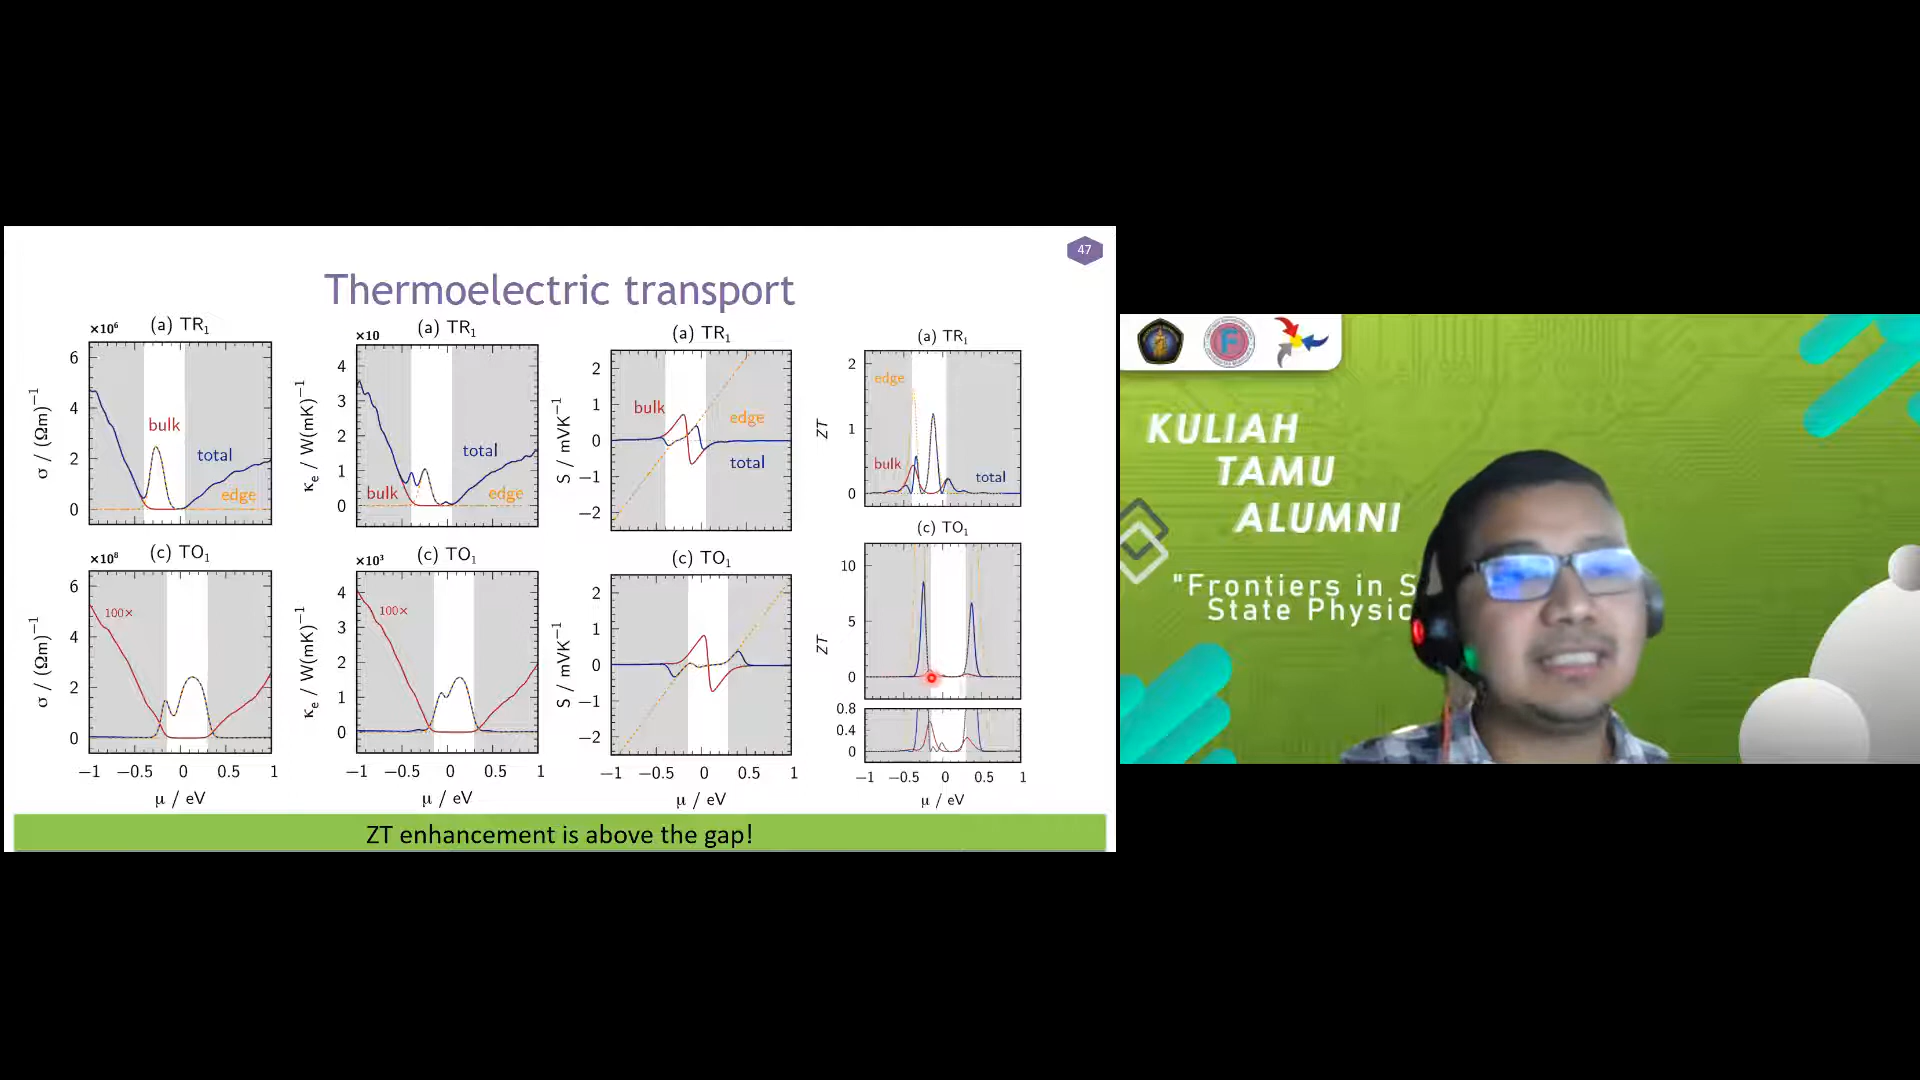 47
Thermoelectric transport
(a) TR₁
×10⁶
σ / (Ωm)⁻¹
6
4
2
0
bulk
total
edge
(a) TR₁
×10
κₑ / W(mK)⁻¹
4
3
2
1
0
bulk
total
edge
(a) TR₁
S / mVK⁻¹
2
1
0
−1
−2
bulk
edge
total
(a) TR₁
ZT
2
1
0
edge
bulk
total
(c) TO₁
×10⁸
σ / (Ωm)⁻¹
6
4
2
0
100×
−1 −0.5 0 0.5 1
μ / eV
(c) TO₁
×10³
κₑ / W(mK)⁻¹
4
3
2
1
0
100×
−1 −0.5 0 0.5 1
μ / eV
(c) TO₁
S / mVK⁻¹
2
1
0
−1
−2
−1 −0.5 0 0.5 1
μ / eV
(c) TO₁
ZT
10
5
0
0.8
0.4
0
−1 −0.5 0 0.5 1
μ / eV
ZT enhancement is above the gap!
KULIAH
TAMU
ALUMNI
"Frontiers in S
State Physic